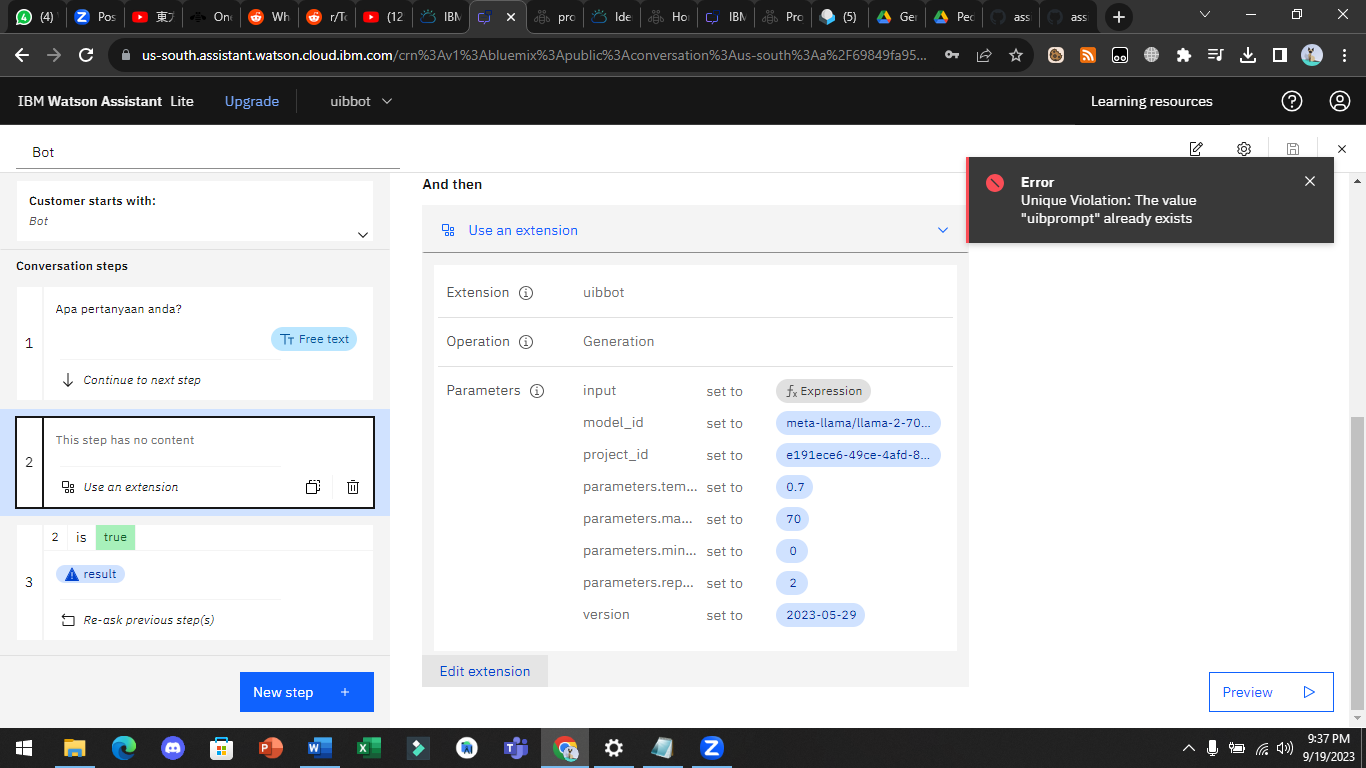 (4)
Pos
東方
One
Wh
r/To
(12
IBM
pro
Ide
Ho
IBM
Pro
(5)
Ger
Ped
ass
ass
us-south.assistant.watson.cloud.ibm.com/crn%3Av1%3Abluemix%3Apublic%3Aconversation%3Aus-south%3Aa%2F69849fa95...
IBM Watson Assistant Lite
Upgrade
uibbot
Learning resources
Bot
Error
Unique Violation: The value
"uibprompt" already exists
Customer starts with:
Bot
Conversation steps
1
Apa pertanyaan anda?
Free text
Continue to next step
2
This step has no content
Use an extension
3
2 is true
result
Re-ask previous step(s)
New step +
And then
Use an extension
Extension
uibbot
Operation
Generation
Parameters
input set to fx Expression
model_id set to meta-llama/llama-2-70...
project_id set to e191ece6-49ce-4afd-8...
parameters.tem... set to 0.7
parameters.ma... set to 70
parameters.min... set to 0
parameters.rep... set to 2
version set to 2023-05-29
Edit extension
Preview
9:37 PM
9/19/2023